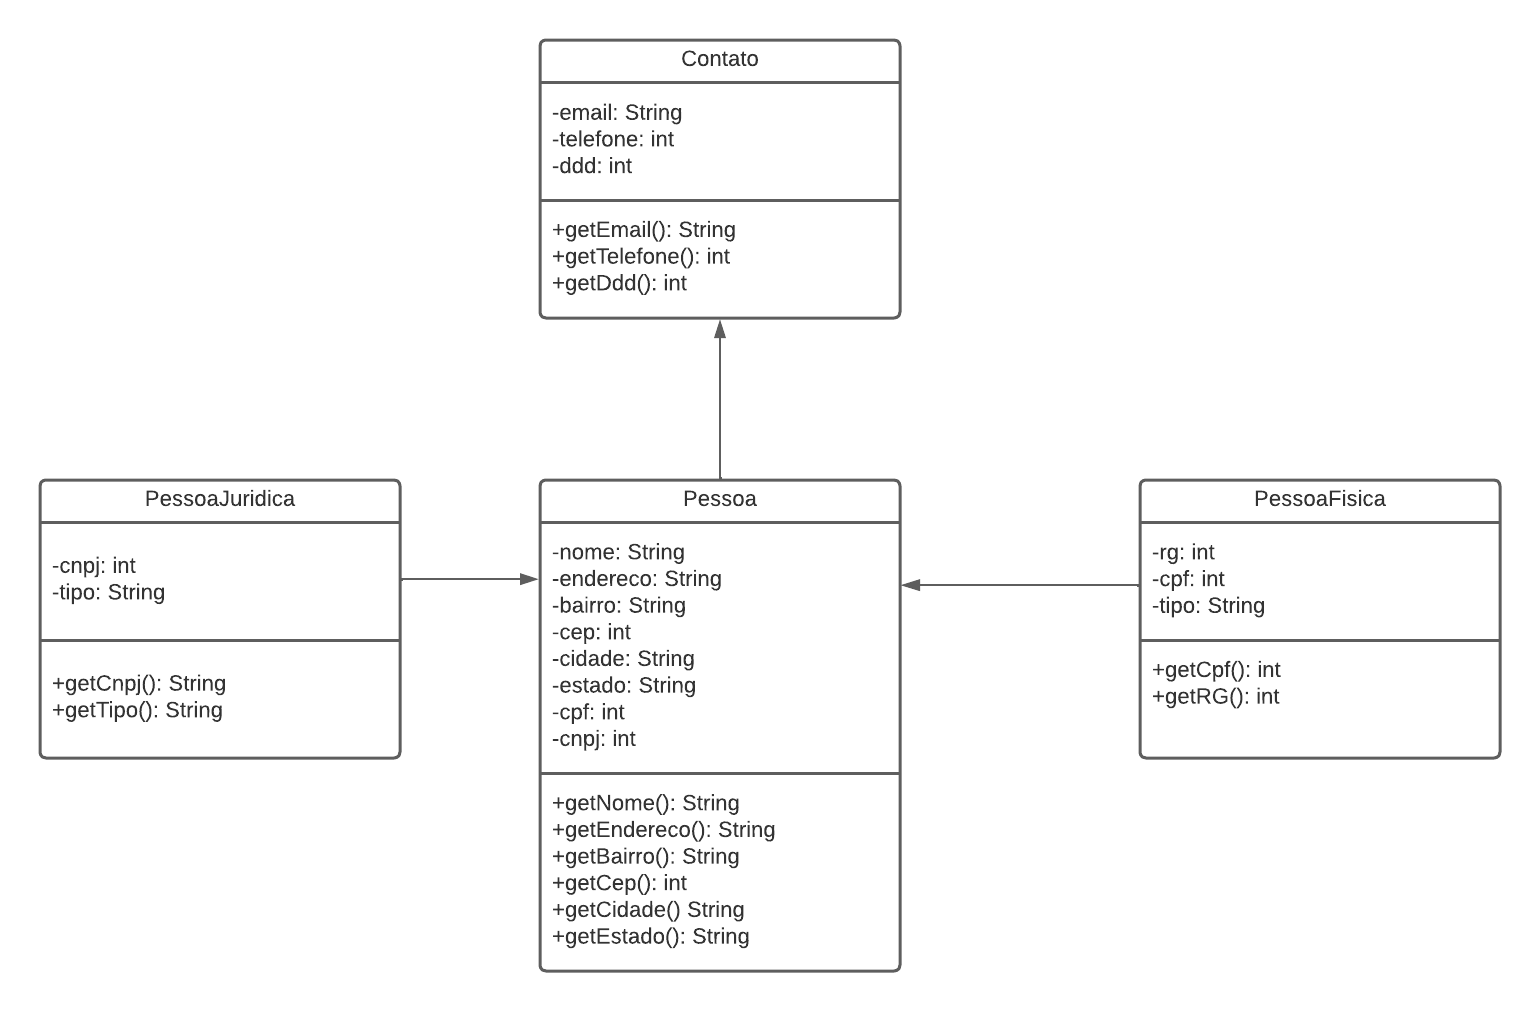 Contato
-email: String
-telefone: int
-ddd: int
+getEmail(): String
+getTelefone(): int
+getDdd(): int
PessoaJuridica
-cnpj: int
-tipo: String
+getCnpj(): String
+getTipo(): String
Pessoa
-nome: String
-endereco: String
-bairro: String
-cep: int
-cidade: String
-estado: String
-cpf: int
-cnpj: int
+getNome(): String
+getEndereco(): String
+getBairro(): String
+getCep(): int
+getCidade() String
+getEstado(): String
PessoaFisica
-rg: int
-cpf: int
-tipo: String
+getCpf(): int
+getRG(): int